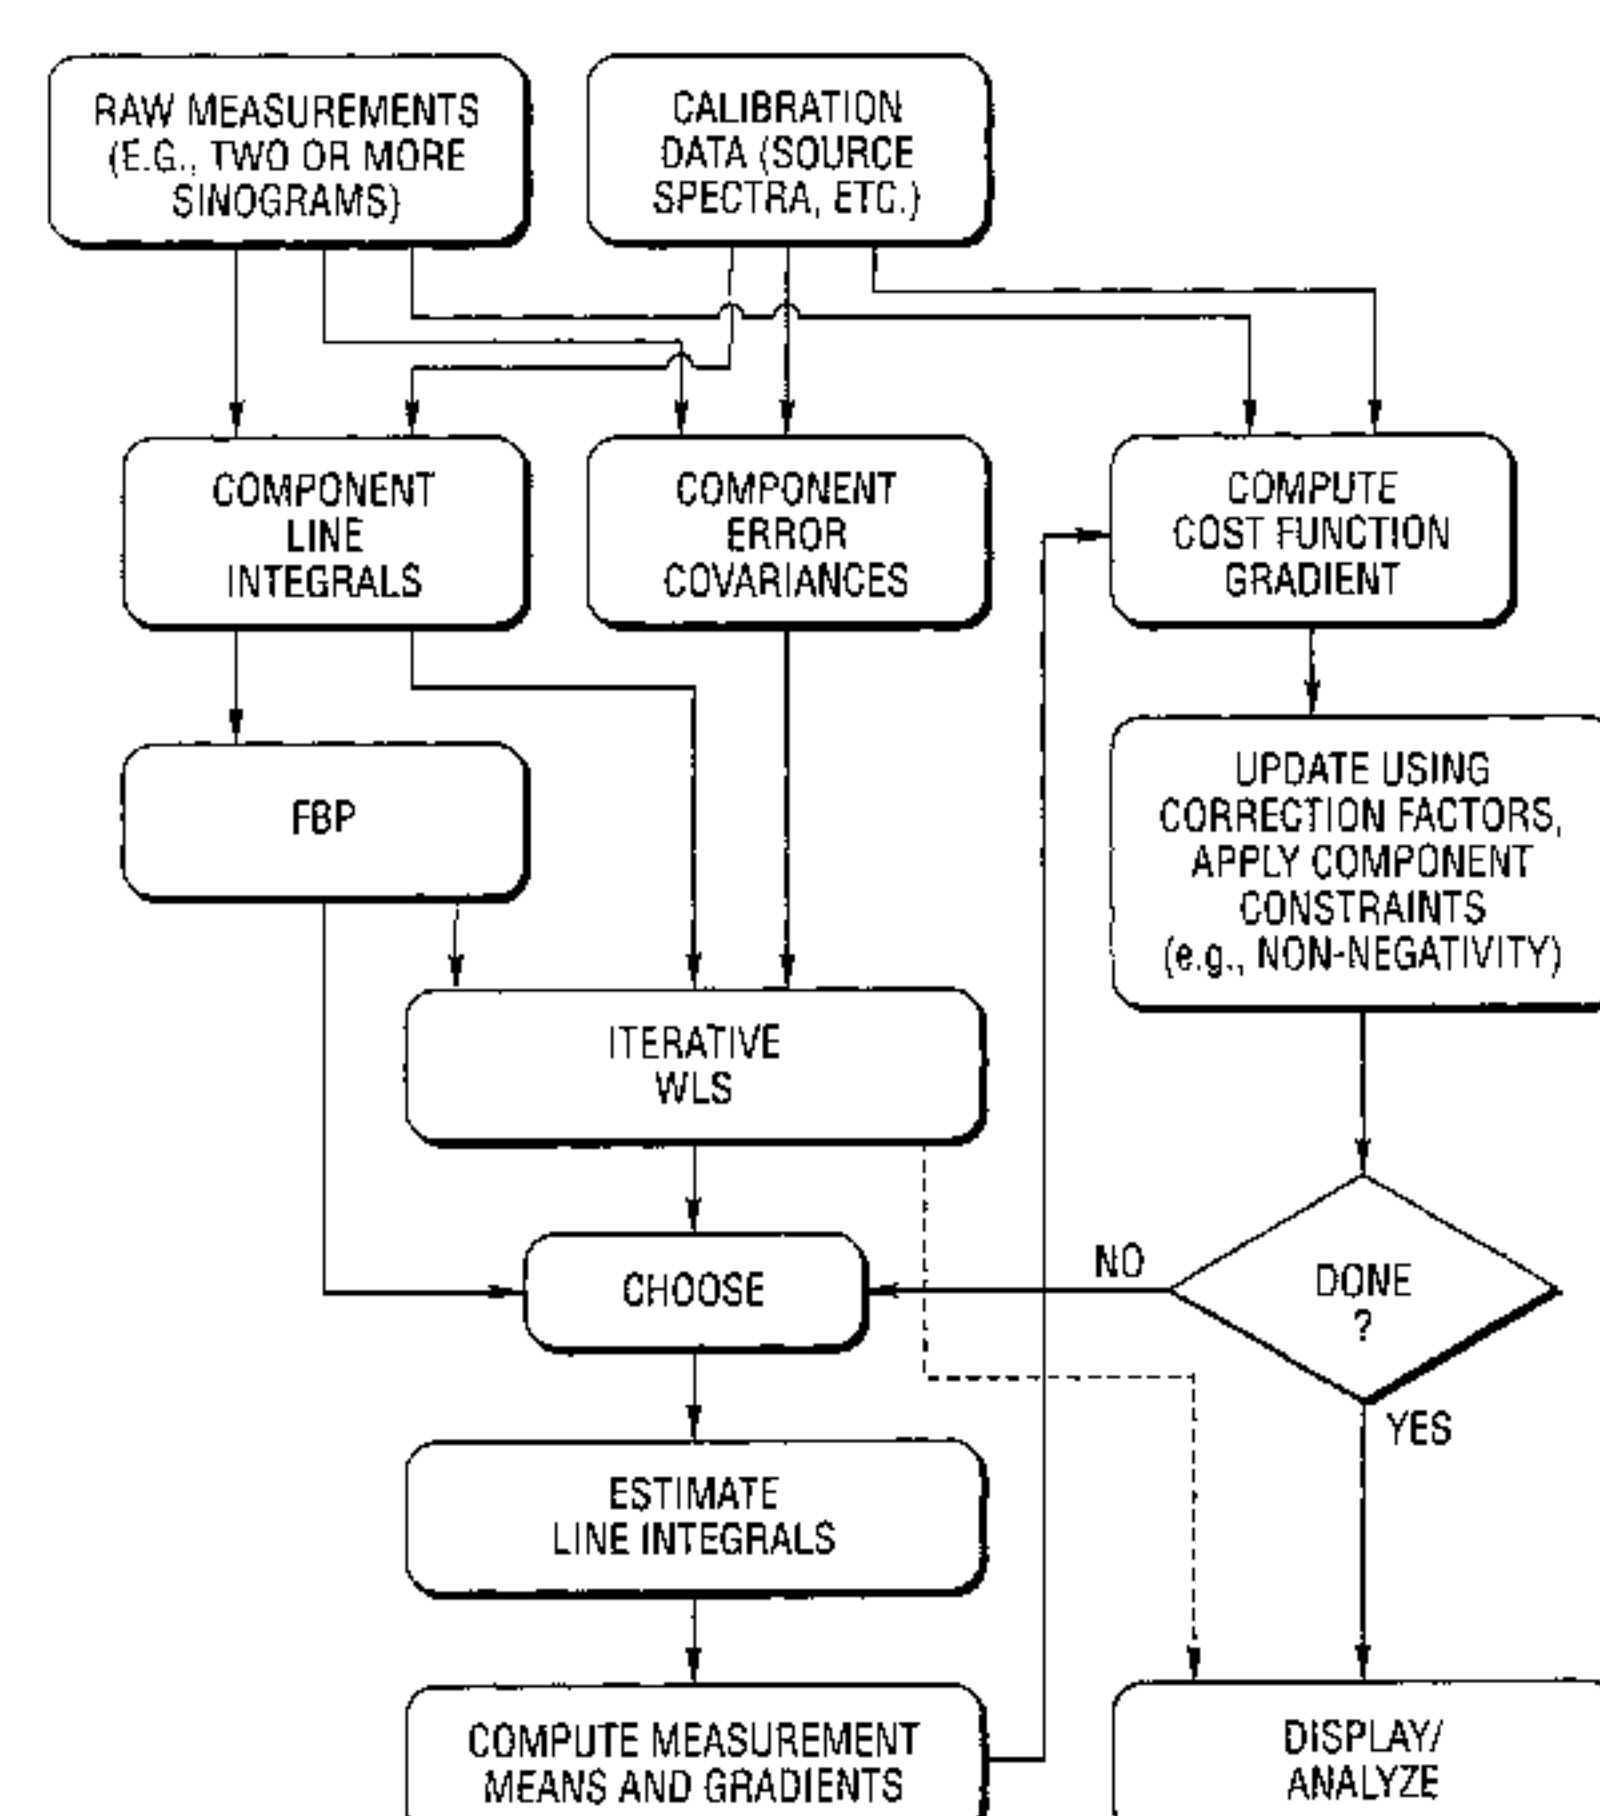 RAW MEASUREMENTS
(E.G., TWO OR MORE
SINOGRAMS)
CALIBRATION
DATA (SOURCE
SPECTRA, ETC.)
COMPONENT
LINE
INTEGRALS
COMPONENT
ERROR
COVARIANCES
COMPUTE
COST FUNCTION
GRADIENT
FBP
UPDATE USING
CORRECTION FACTORS,
APPLY COMPONENT
CONSTRAINTS
(e.g., NON-NEGATIVITY)
ITERATIVE
WLS
CHOOSE
NO
DONE
?
YES
ESTIMATE
LINE INTEGRALS
COMPUTE MEASUREMENT
MEANS AND GRADIENTS
DISPLAY/
ANALYZE